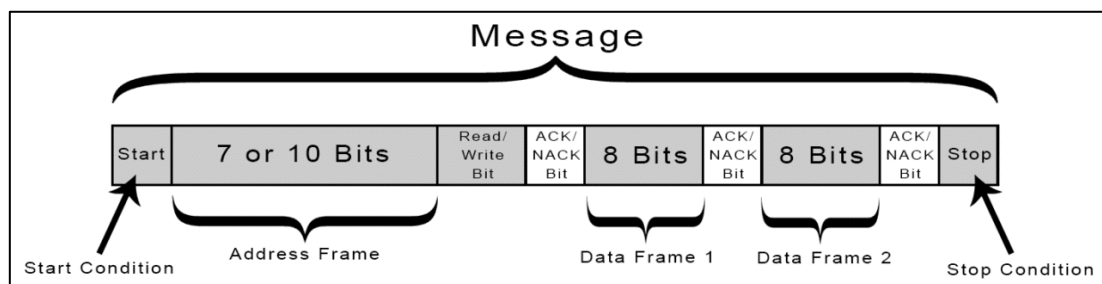 Message
Start
7 or 10 Bits
Read/
Write
Bit
ACK/
NACK
Bit
8 Bits
ACK/
NACK
Bit
8 Bits
ACK/
NACK
Bit
Stop
Address Frame
Data Frame 1
Data Frame 2
Start Condition
Stop Condition